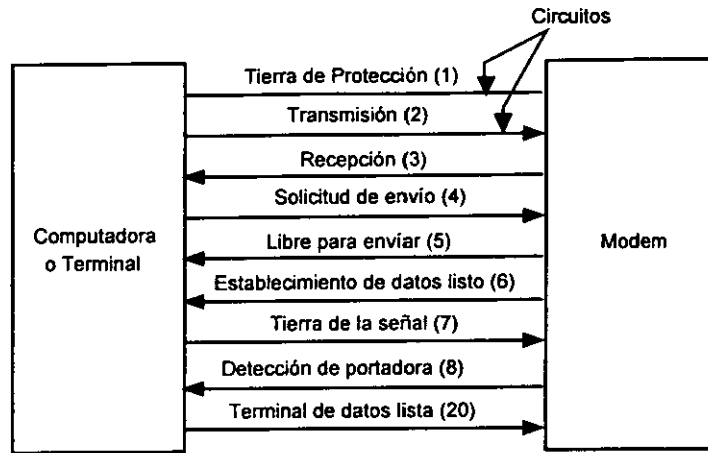 Circuitos
Tierra de Protección (1)
Transmisión (2)
Recepción (3)
Solicitud de envío (4)
Computadora
o Terminal
Libre para envíar (5)
Modem
Establecimiento de datos listo (6)
Tierra de la señal (7)
Detección de portadora (8)
Terminal de datos lista (20)